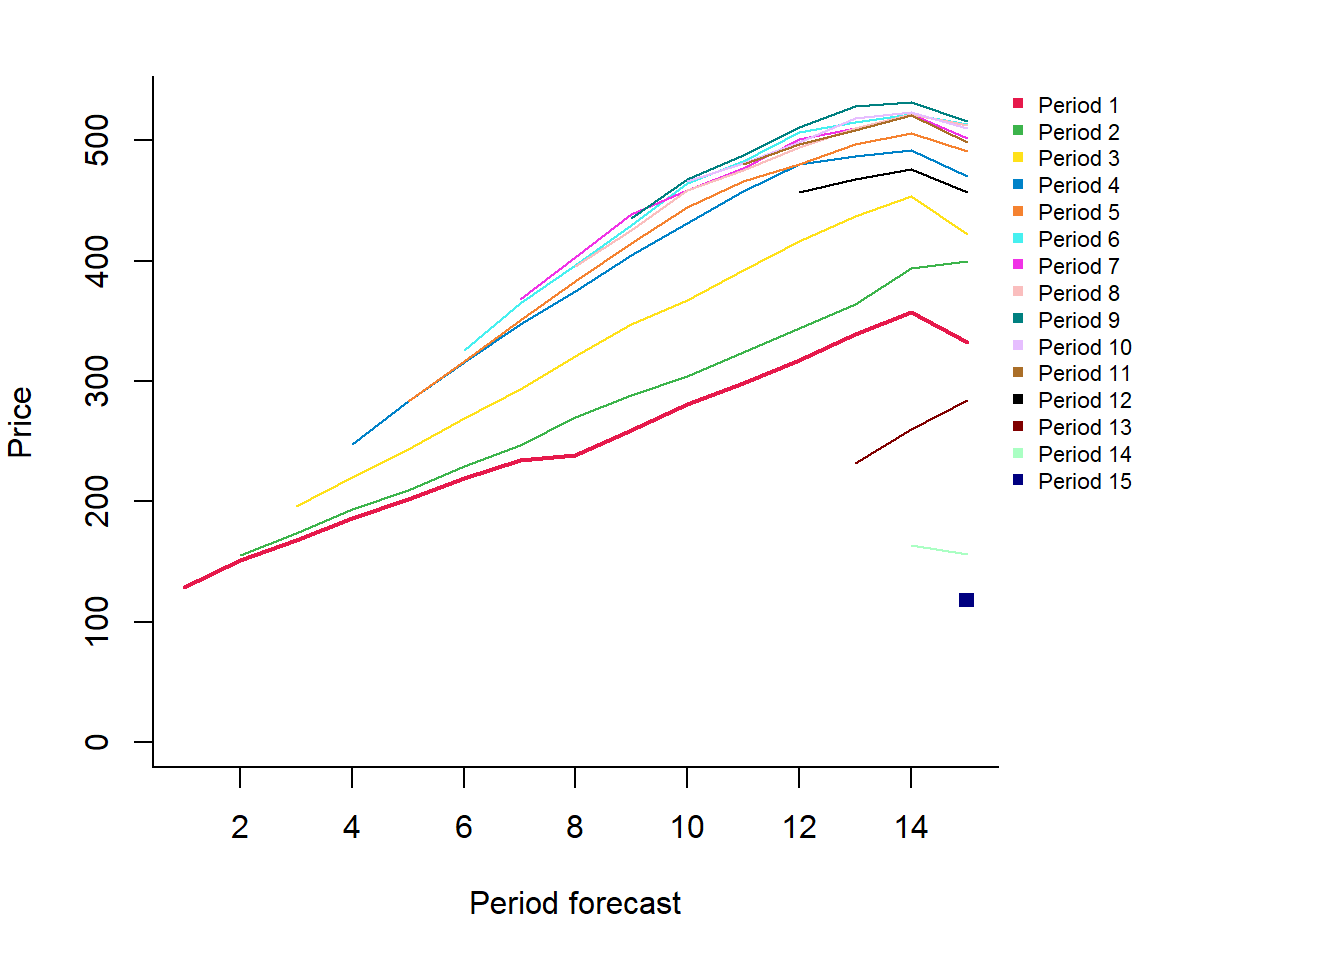 Price
500
400
300
200
100
0
2 4 6 8 10 12 14
Period forecast
Period 1
Period 2
Period 3
Period 4
Period 5
Period 6
Period 7
Period 8
Period 9
Period 10
Period 11
Period 12
Period 13
Period 14
Period 15